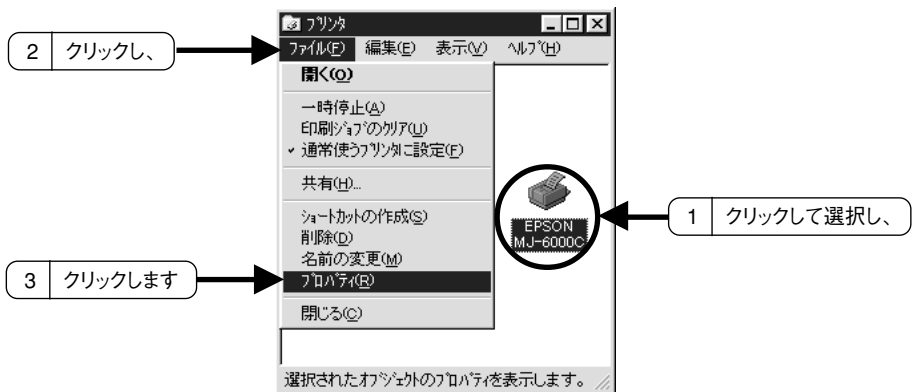 プリンタ
2 クリックし、
ファイル(F) 編集(E) 表示(V) ヘルプ(H)
開く(O)
一時停止(A)
印刷ジョブのクリア(U)
✓ 通常使うプリンタに設定(F)
共有(H)...
ショートカットの作成(S)
削除(D)
名前の変更(M)
3 クリックします
プロパティ(R)
閉じる(C)
EPSON
MJ-6000C
1 クリックして選択し、
選択されたオブジェクトのプロパティを表示します。